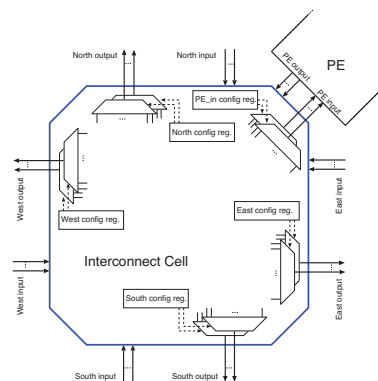 North output
North input
PE output
PE input
PE
PE_in config reg.
North config reg.
West output
West config reg.
East input
East config reg.
Interconnect Cell
West input
South config reg.
East output
South input
South output